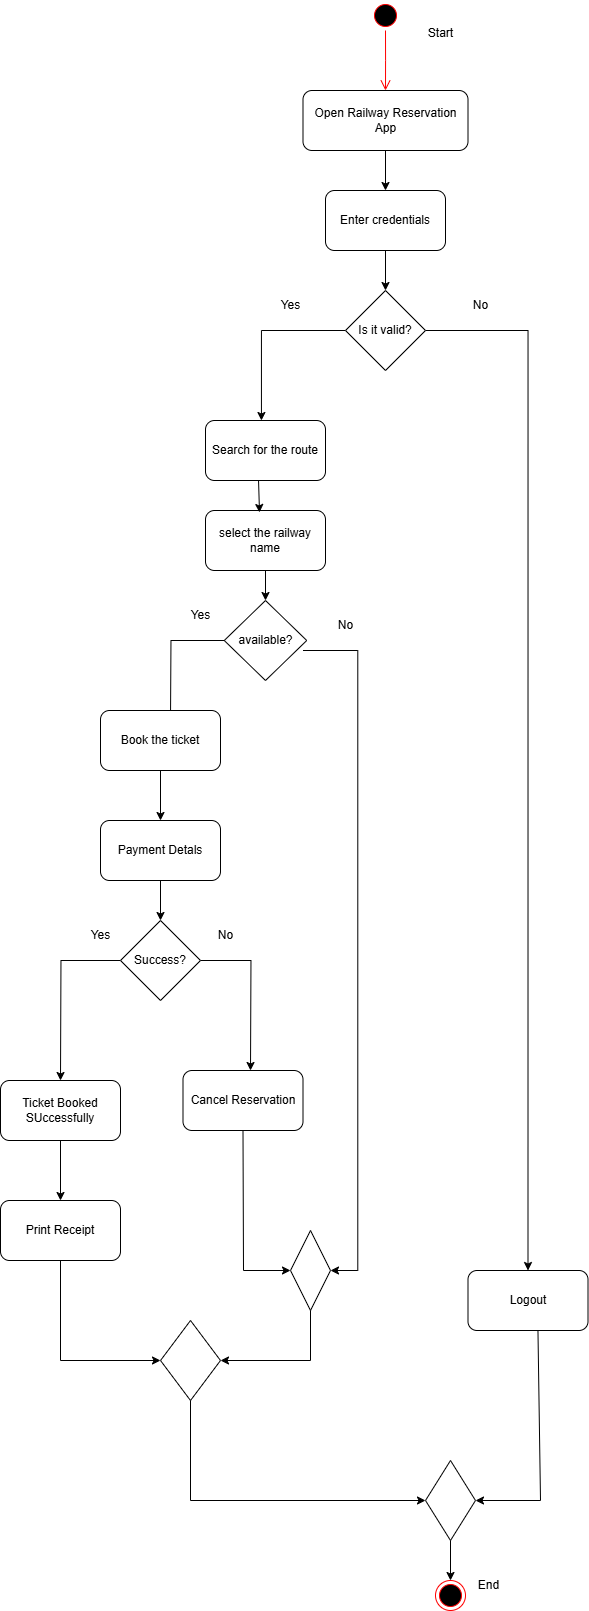 Start
Open Railway Reservation
App
Enter credentials
Yes
Is it valid?
No
Search for the route
select the railway
name
Yes
available?
No
Book the ticket
Payment Detals
Yes
Success?
No
Ticket Booked
SUccessfully
Cancel Reservation
Print Receipt
Logout
End